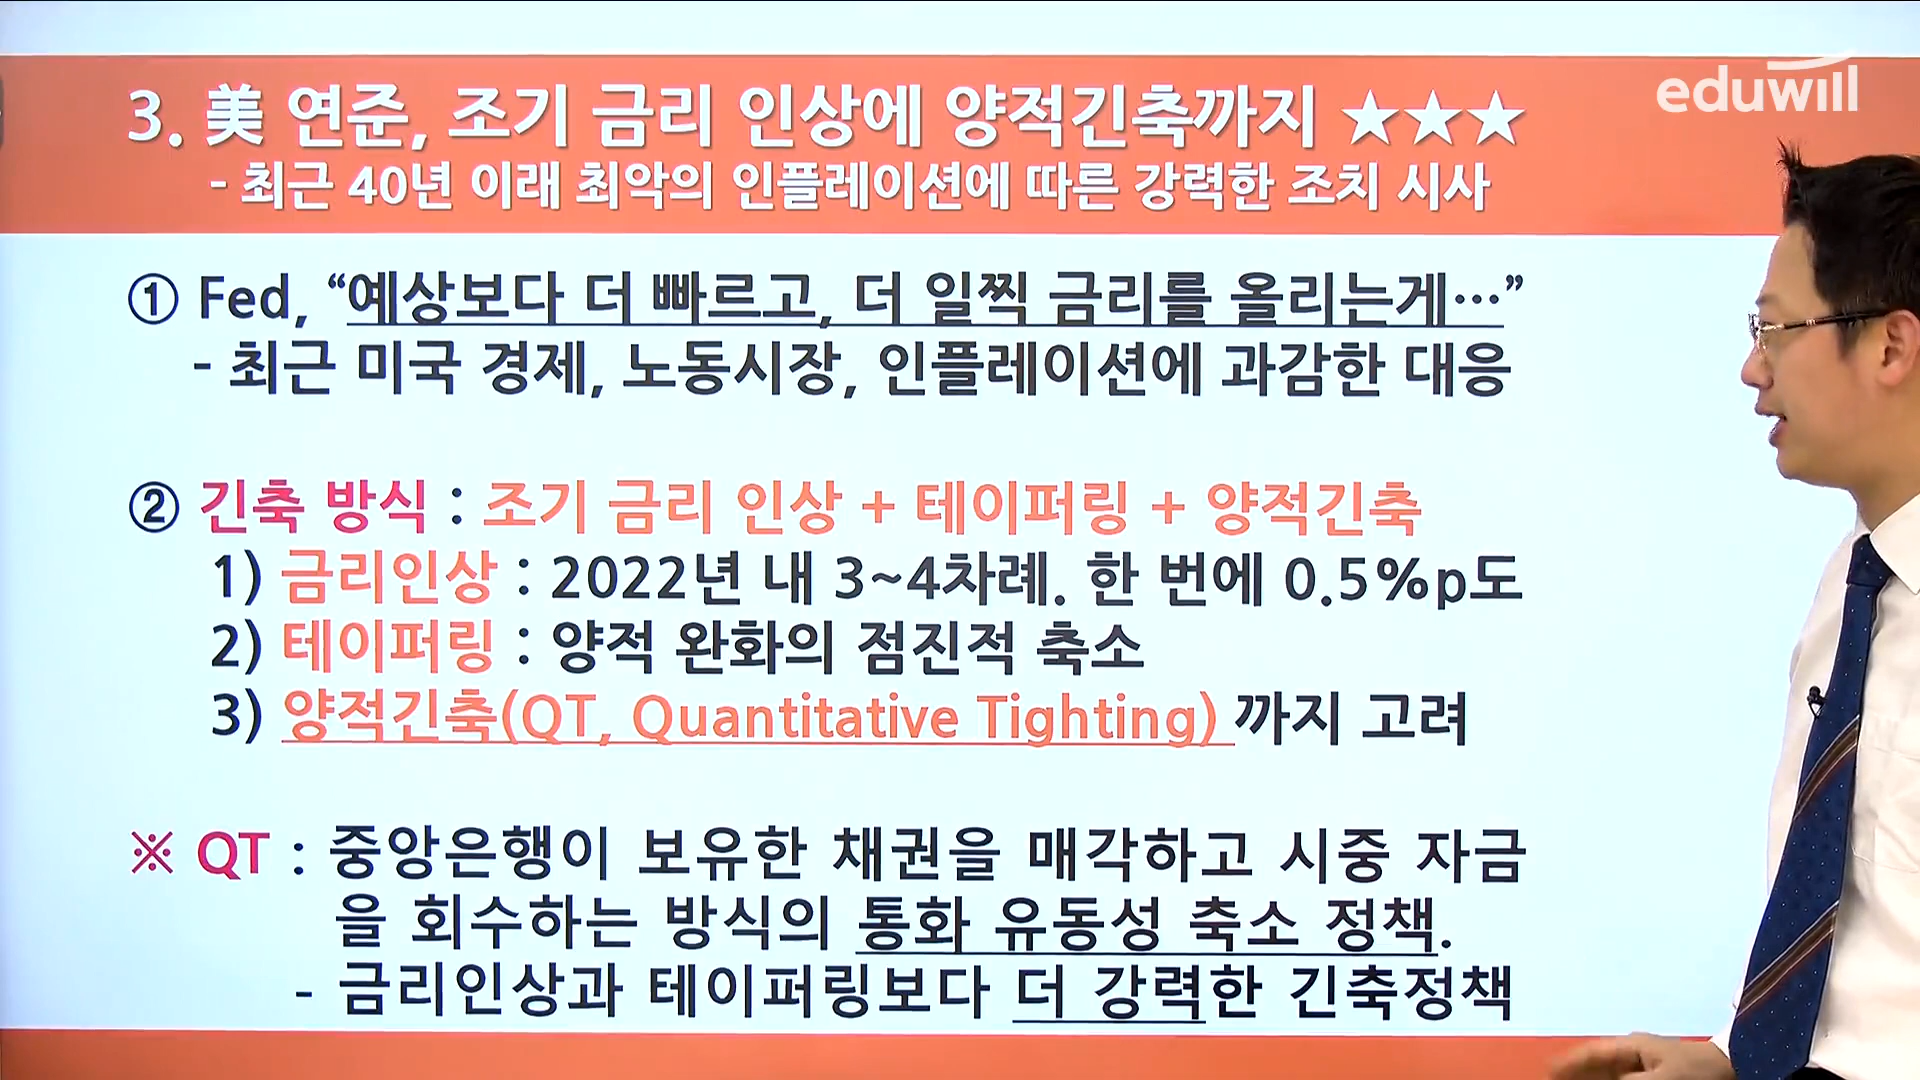 eduwill
3. 美 연준, 조기 금리 인상에 양적긴축까지 ★★★
- 최근 40년 이래 최악의 인플레이션에 따른 강력한 조치 시사
① Fed, “예상보다 더 빠르고, 더 일찍 금리를 올리는게…”
- 최근 미국 경제, 노동시장, 인플레이션에 과감한 대응
② 긴축 방식 : 조기 금리 인상 + 테이퍼링 + 양적긴축
1) 금리인상 : 2022년 내 3~4차례. 한 번에 0.5%p도
2) 테이퍼링 : 양적 완화의 점진적 축소
3) 양적긴축(QT, Quantitative Tighting) 까지 고려
※ QT : 중앙은행이 보유한 채권을 매각하고 시중 자금
을 회수하는 방식의 통화 유동성 축소 정책.
- 금리인상과 테이퍼링보다 더 강력한 긴축정책